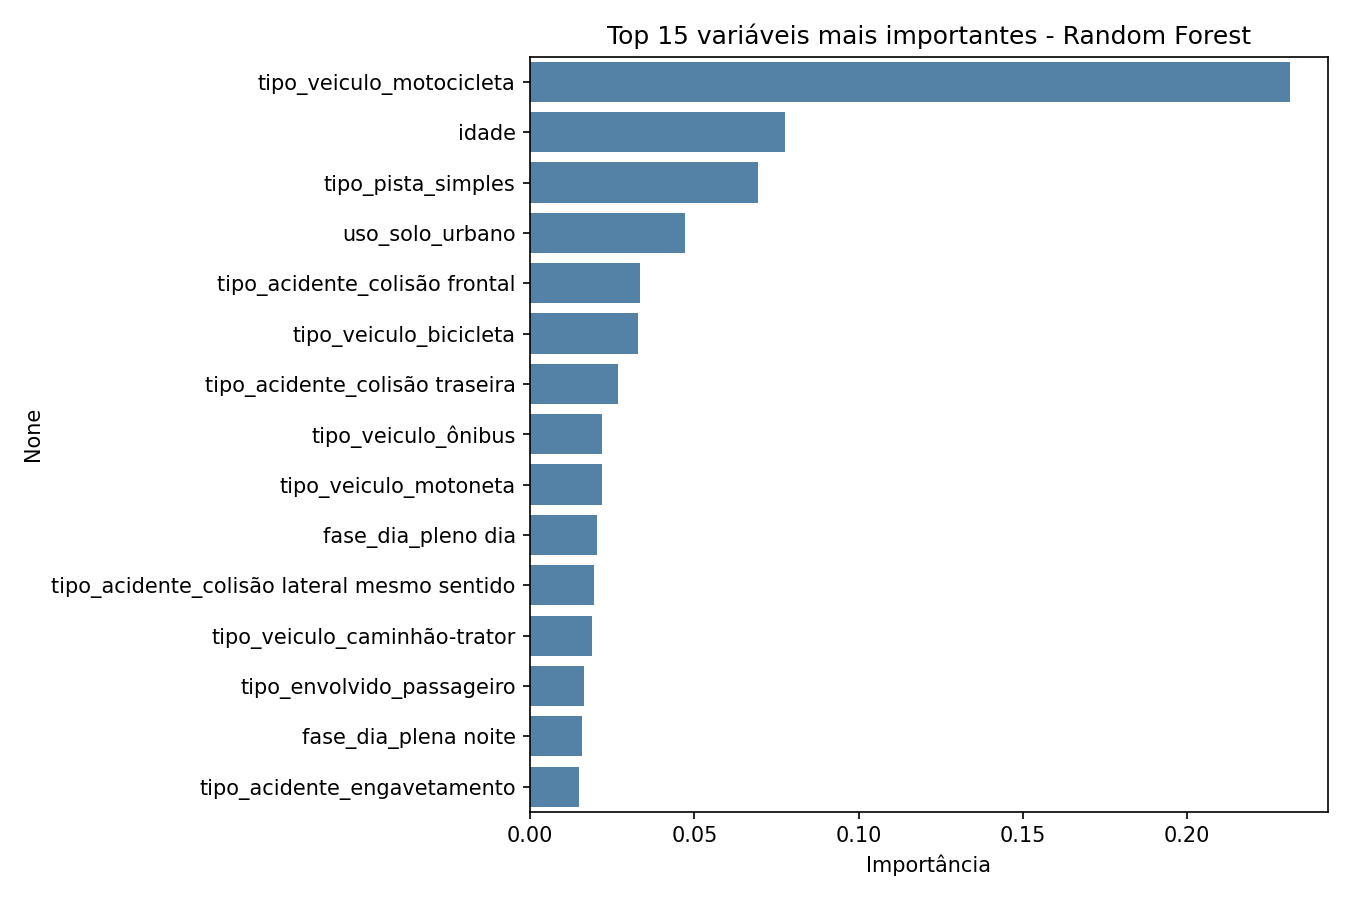 Top 15 variáveis mais importantes - Random Forest
tipo_veiculo_motocicleta
idade
tipo_pista_simples
uso_solo_urbano
tipo_acidente_colisão frontal
tipo_veiculo_bicicleta
tipo_acidente_colisão traseira
tipo_veiculo_ônibus
tipo_veiculo_motoneta
fase_dia_pleno dia
tipo_acidente_colisão lateral mesmo sentido
tipo_veiculo_caminhão-trator
tipo_envolvido_passageiro
fase_dia_plena noite
tipo_acidente_engavetamento
None
0.00 0.05 0.10 0.15 0.20
Importância